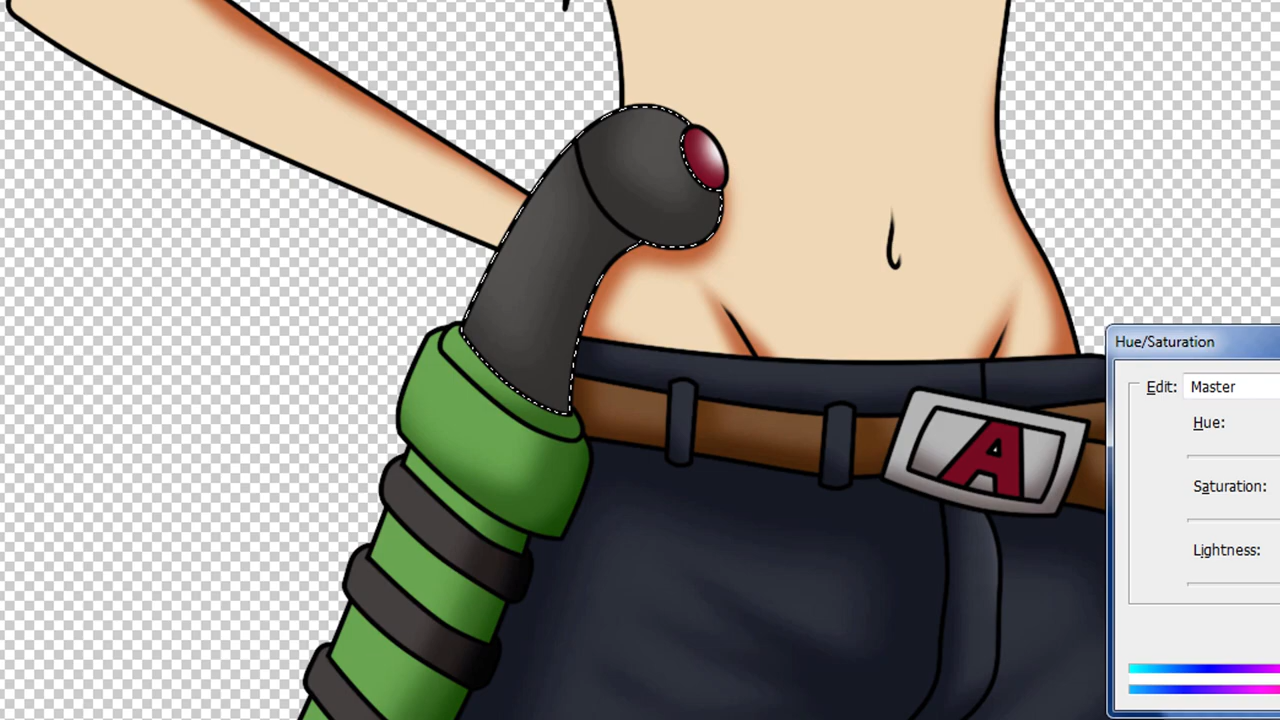 Hue/Saturation
Edit: Master
Hue:
Saturation:
A
Lightness: